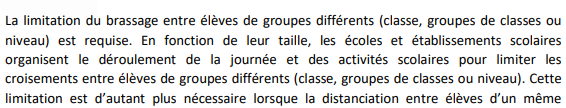 La limitation du brassage entre élèves de groupes différents (classe, groupes de classes ou
niveau) est requise. En fonction de leur taille, les écoles et établissements scolaires
organisent le déroulement de la journée et des activités scolaires pour limiter les
croisements entre élèves de groupes différents (classe, groupes de classes ou niveau). Cette
limitation est d’autant plus nécessaire lorsque la distanciation entre élèves d’un même